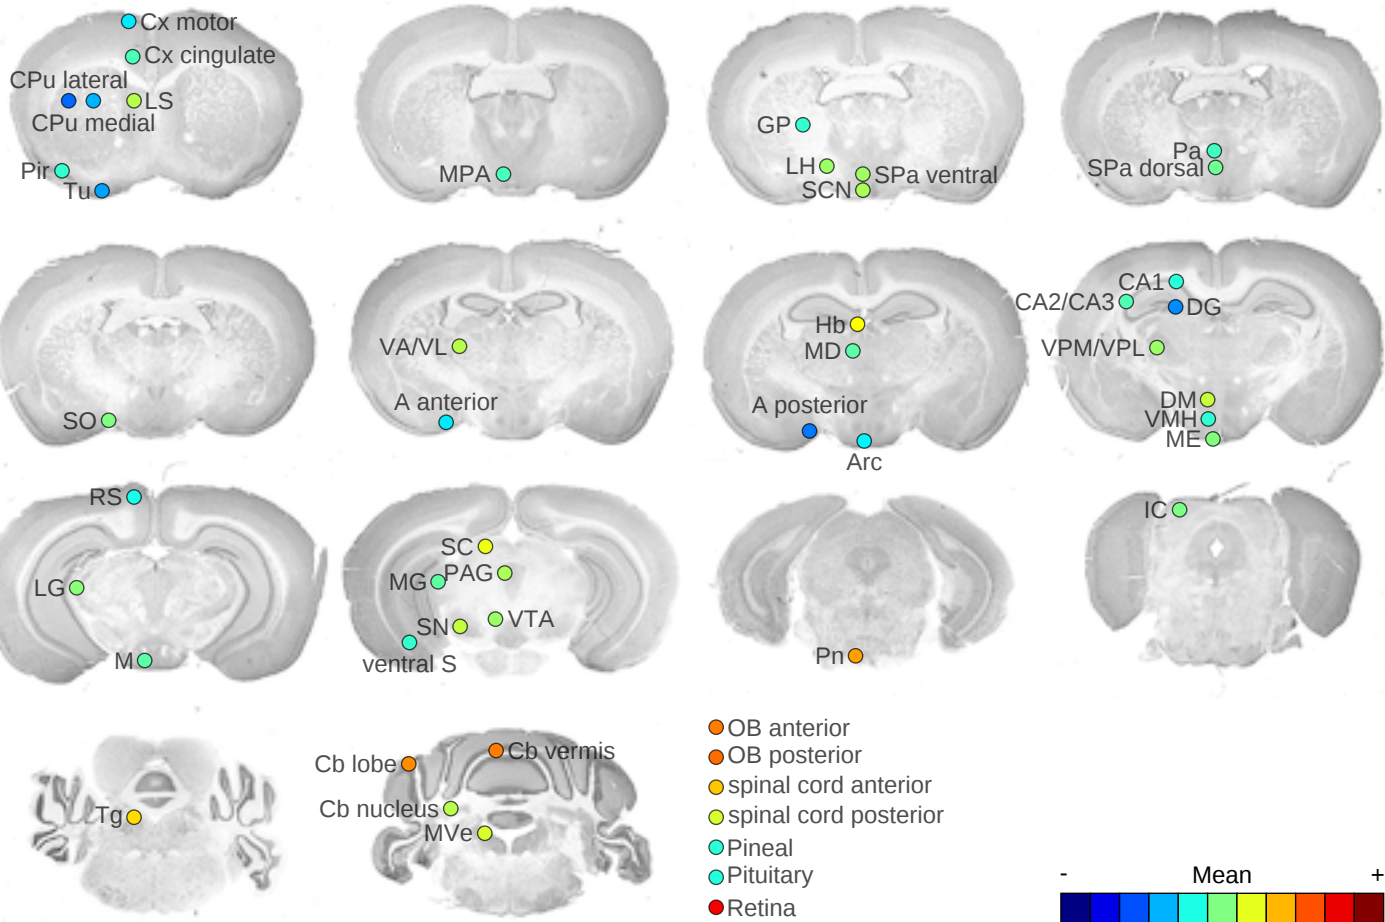 Cx motor
Cx cingulate
CPu lateral
LS
CPu medial
Pir
Tu
MPA
GP
LH
SPa ventral
SCN
Pa
SPa dorsal
SO
VA/VL
A anterior
Hb
MD
A posterior
Arc
CA1
CA2/CA3
DG
VPM/VPL
DM
VMH
ME
RS
LG
M
SC
MG
PAG
SN
VTA
ventral S
Pn
IC
Tg
Cb lobe
Cb vermis
Cb nucleus
MVe
OB anterior
OB posterior
spinal cord anterior
spinal cord posterior
Pineal
Pituitary
Retina
- Mean +